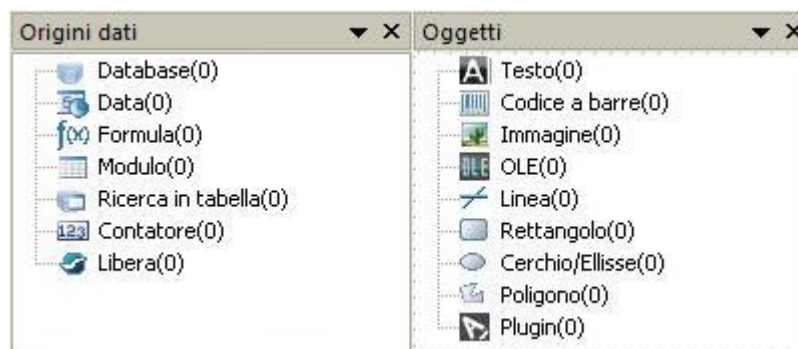 Origini dati
Database(0)
Data(0)
f(x) Formula(0)
Modulo(0)
Ricerca in tabella(0)
123 Contatore(0)
Libera(0)
Oggetti
A Testo(0)
Codice a barre(0)
Immagine(0)
OLE OLE(0)
Linea(0)
Rettangolo(0)
Cerchio/Ellisse(0)
Poligono(0)
A Plugin(0)